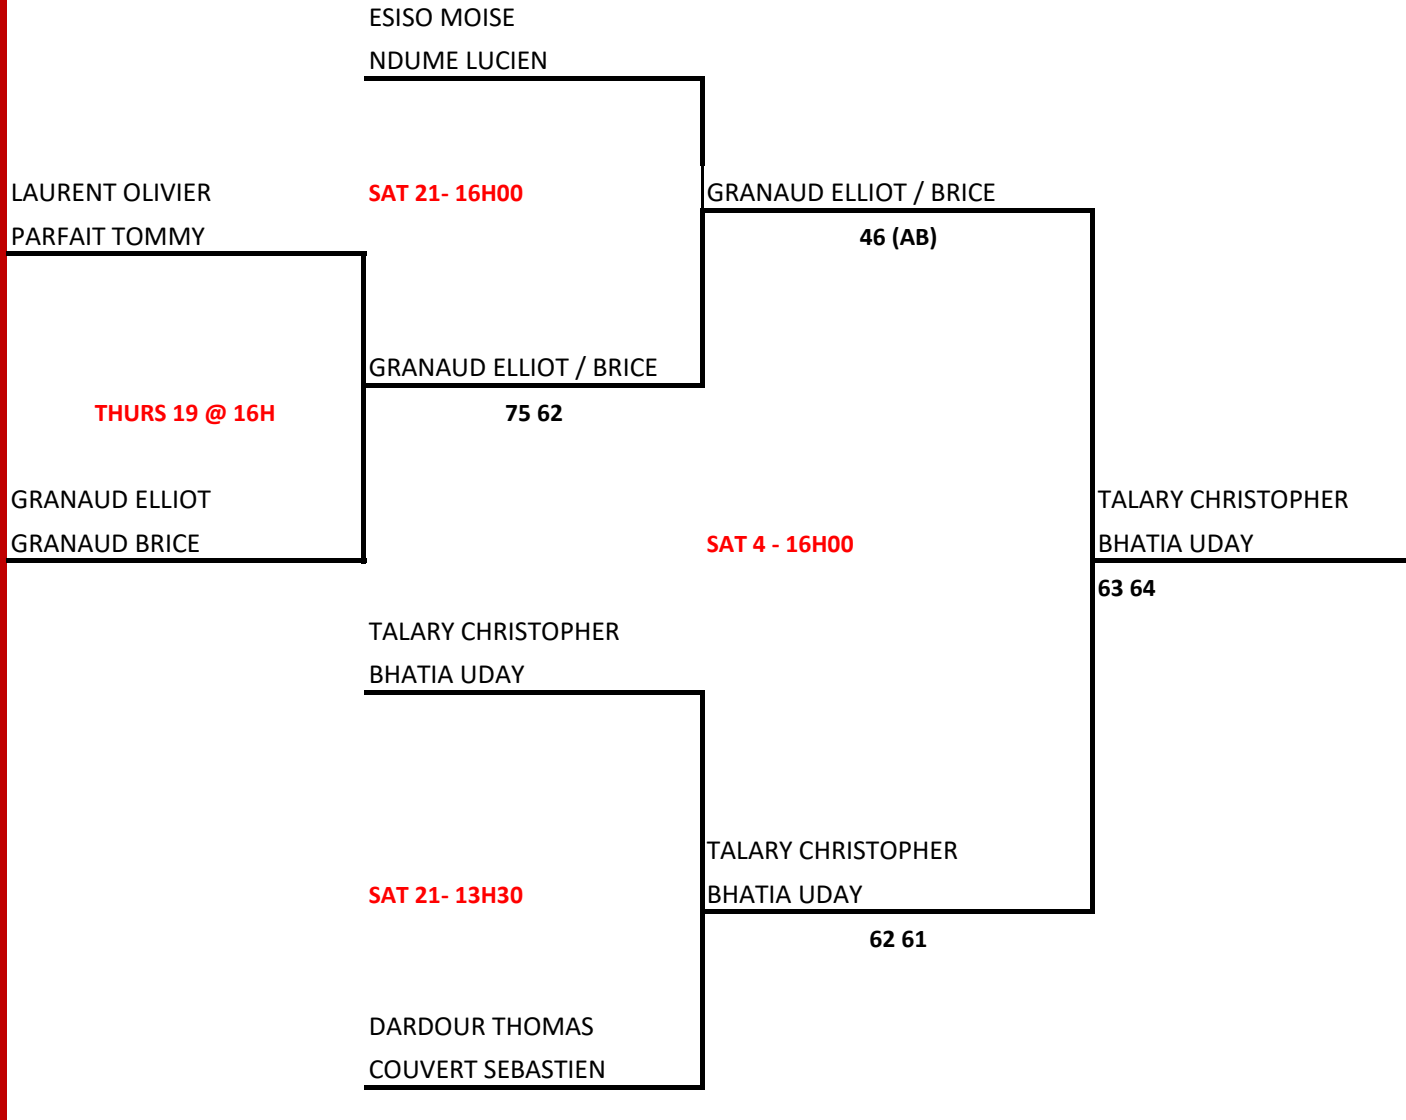 ESISO MOISE
NDUME LUCIEN
LAURENT OLIVIER
PARFAIT TOMMY
SAT 21- 16H00
GRANAUD ELLIOT / BRICE
46 (AB)
GRANAUD ELLIOT / BRICE
75 62
THURS 19 @ 16H
GRANAUD ELLIOT
GRANAUD BRICE
SAT 4 - 16H00
TALARY CHRISTOPHER
BHATIA UDAY
63 64
TALARY CHRISTOPHER
BHATIA UDAY
SAT 21- 13H30
TALARY CHRISTOPHER
BHATIA UDAY
62 61
DARDOUR THOMAS
COUVERT SEBASTIEN